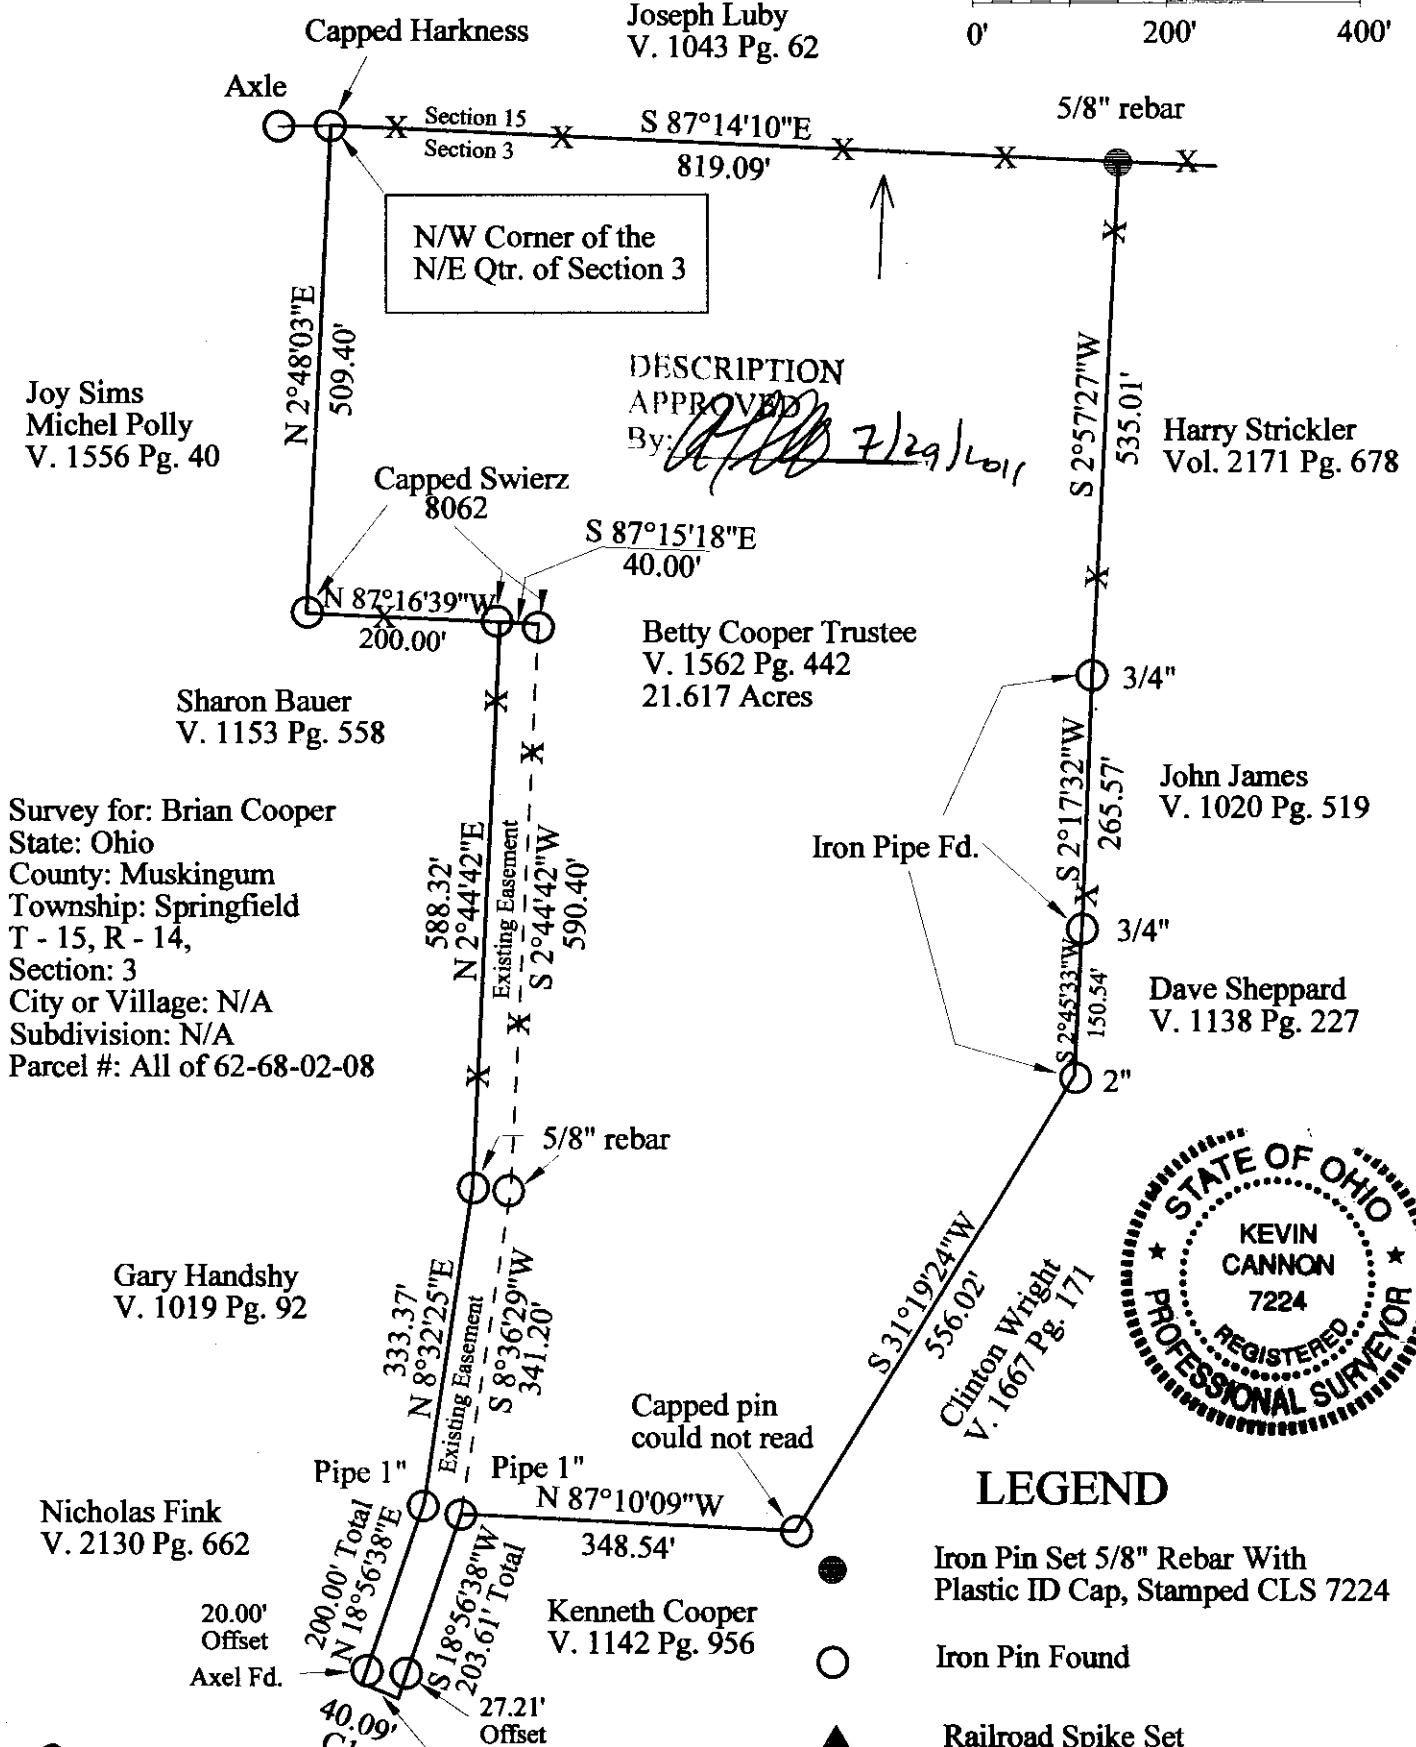 Joseph Luby
V. 1043 Pg. 62
0' 200' 400'
Capped Harkness
Axle
5/8" rebar
Section 15
Section 3
S 87°14'10"E
819.09'
N/W Corner of the
N/E Qtr. of Section 3
N 2°48'03"E
509.40'
DESCRIPTION
APPROVED
By:
7/29/2011
S 2°57'27"W
535.01'
Joy Sims
Michel Polly
V. 1556 Pg. 40
Harry Strickler
Vol. 2171 Pg. 678
Capped Swierz
8062
S 87°15'18"E
40.00'
N 87°16'39"W
200.00'
Betty Cooper Trustee
V. 1562 Pg. 442
21.617 Acres
3/4"
Sharon Bauer
V. 1153 Pg. 558
S 2°17'32"W
265.57'
John James
V. 1020 Pg. 519
Survey for: Brian Cooper
State: Ohio
County: Muskingum
Township: Springfield
T - 15, R - 14,
Section: 3
City or Village: N/A
Subdivision: N/A
Parcel #: All of 62-68-02-08
588.32'
N 2°44'42"E
Existing Easement
S 2°44'42"W
590.40'
Iron Pipe Fd.
3/4"
S 2°45'33"W
150.54'
Dave Sheppard
V. 1138 Pg. 227
2"
5/8" rebar
STATE OF OHIO
KEVIN
CANNON
7224
REGISTERED
PROFESSIONAL SURVEYOR
Gary Handshy
V. 1019 Pg. 92
333.37'
N 8°32'25"E
Existing Easement
S 8°36'29"W
341.20'
S 31°19'24"W
556.02'
Clinton Wright
V. 1667 Pg. 171
Capped pin
could not read
Pipe 1"
Pipe 1"
N 87°10'09"W
348.54'
LEGEND
Nicholas Fink
V. 2130 Pg. 662
200.00' Total
N 18°56'38"E
S 18°56'38"W
203.61' Total
Iron Pin Set 5/8" Rebar With
Plastic ID Cap, Stamped CLS 7224
20.00'
Offset
Axel Fd.
Kenneth Cooper
V. 1142 Pg. 956
Iron Pin Found
27.21'
Offset
40.09'
Railroad Spike Set